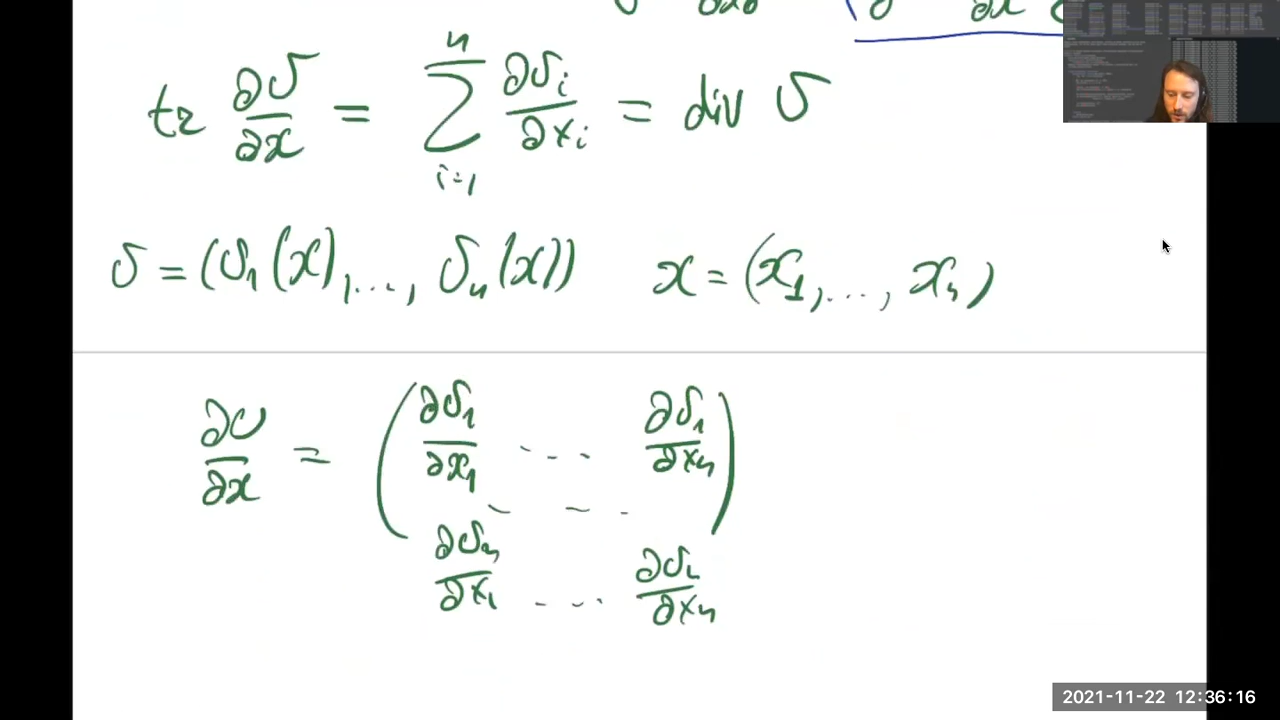 tr ∂v/∂x = ∑_{i=1}^{n} ∂v_i/∂x_i = div v
v = (v_1(x), ..., v_n(x)) x = (x_1, ..., x_n)
∂v/∂x = ( ∂v_1/∂x_1 ... ∂v_1/∂x_n
... ... ...
∂v_n/∂x_1 ... ∂v_n/∂x_n )
2021-11-22 12:36:16